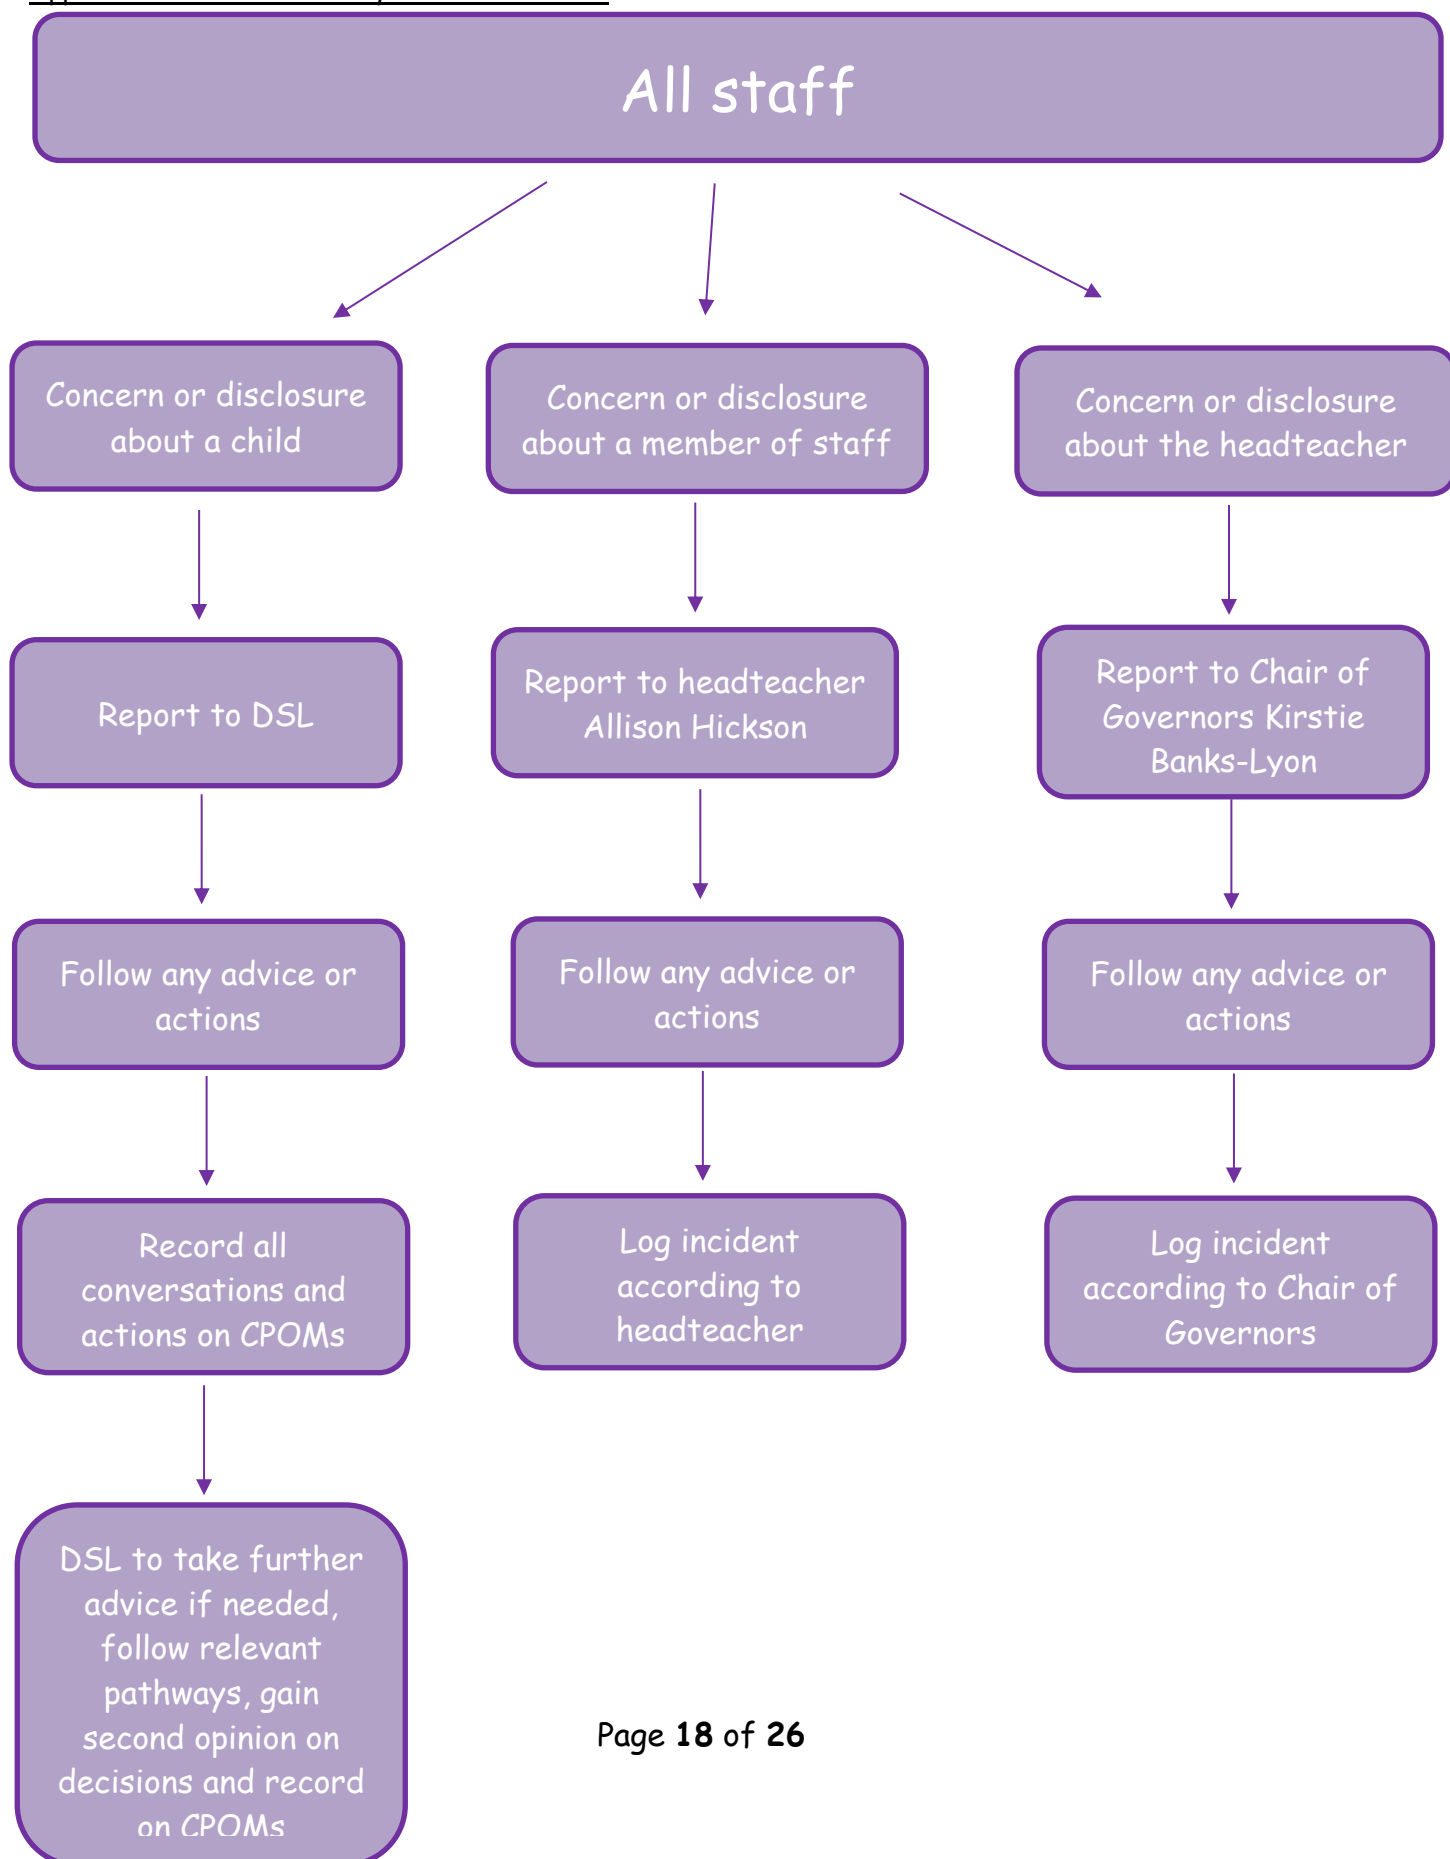 All staff
Concern or disclosure
about a child
Concern or disclosure
about a member of staff
Concern or disclosure
about the headteacher
Report to DSL
Report to headteacher
Allison Hickson
Report to Chair of
Governors Kirstie
Banks-Lyon
Follow any advice or
actions
Follow any advice or
actions
Follow any advice or
actions
Record all
conversations and
actions on CPOMs
Log incident
according to
headteacher
Log incident
according to Chair of
Governors
DSL to take further
advice if needed,
follow relevant
pathways, gain
second opinion on
decisions and record
on CPOMs
Page 18 of 26